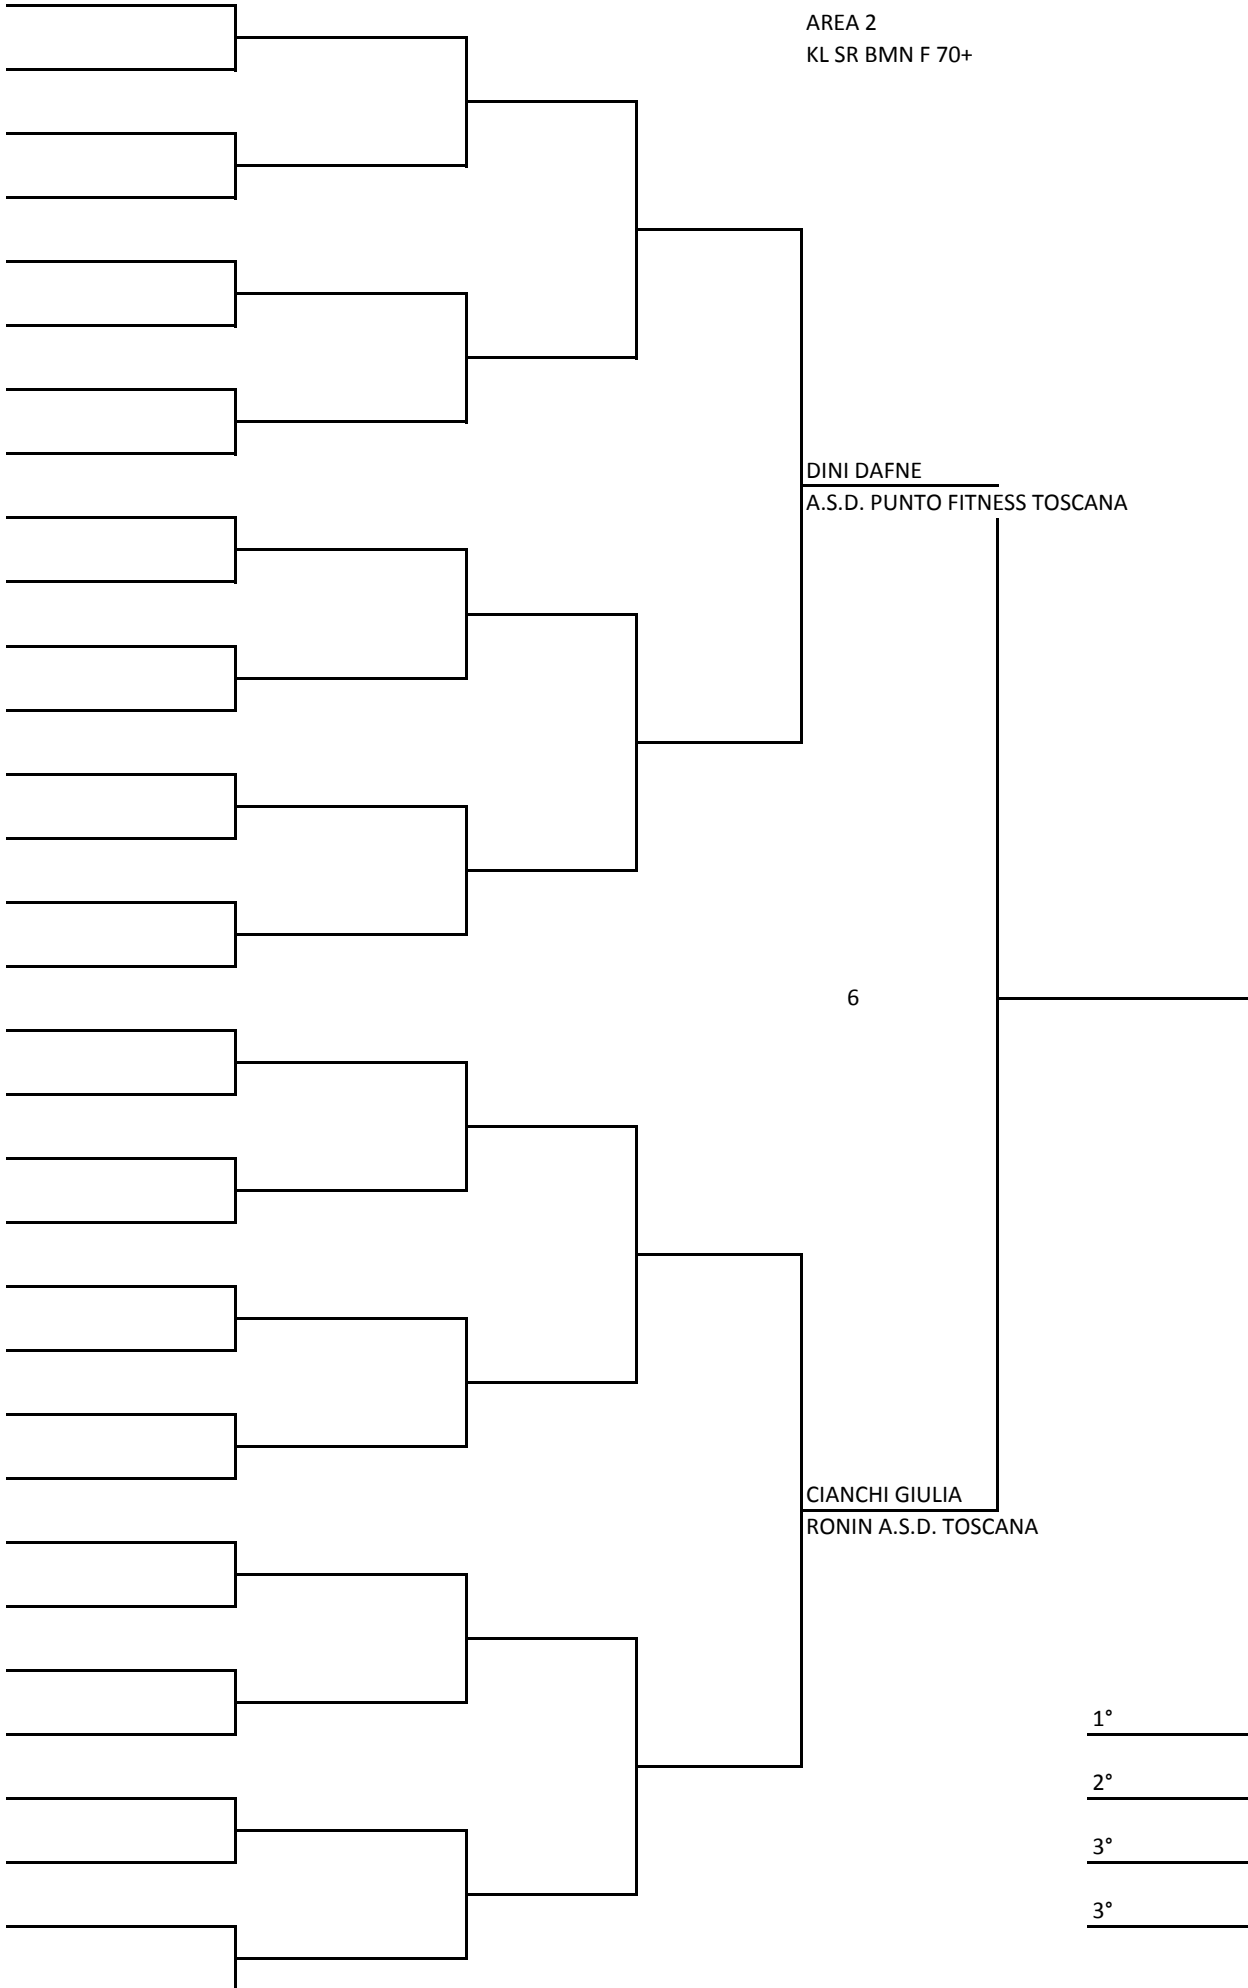 AREA 2
KL SR BMN F 70+
DINI DAFNE
A.S.D. PUNTO FITNESS TOSCANA
6
CIANCHI GIULIA
RONIN A.S.D. TOSCANA
1°
2°
3°
3°